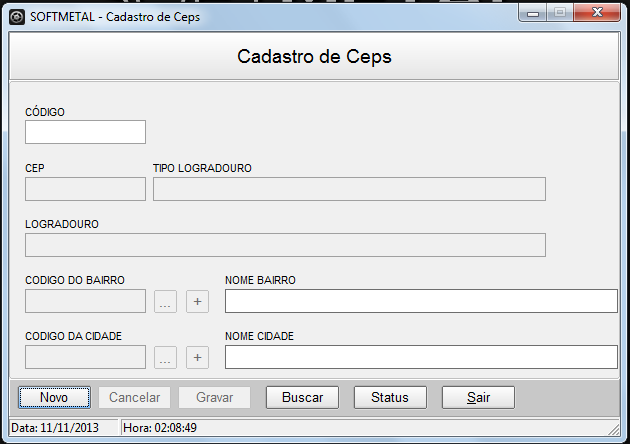 SOFTMETAL - Cadastro de Ceps
Cadastro de Ceps
CÓDIGO
CEP TIPO LOGRADOURO
LOGRADOURO
CODIGO DO BAIRRO NOME BAIRRO
... +
CODIGO DA CIDADE NOME CIDADE
... +
Novo Cancelar Gravar Buscar Status Sair
Data: 11/11/2013 Hora: 02:08:49